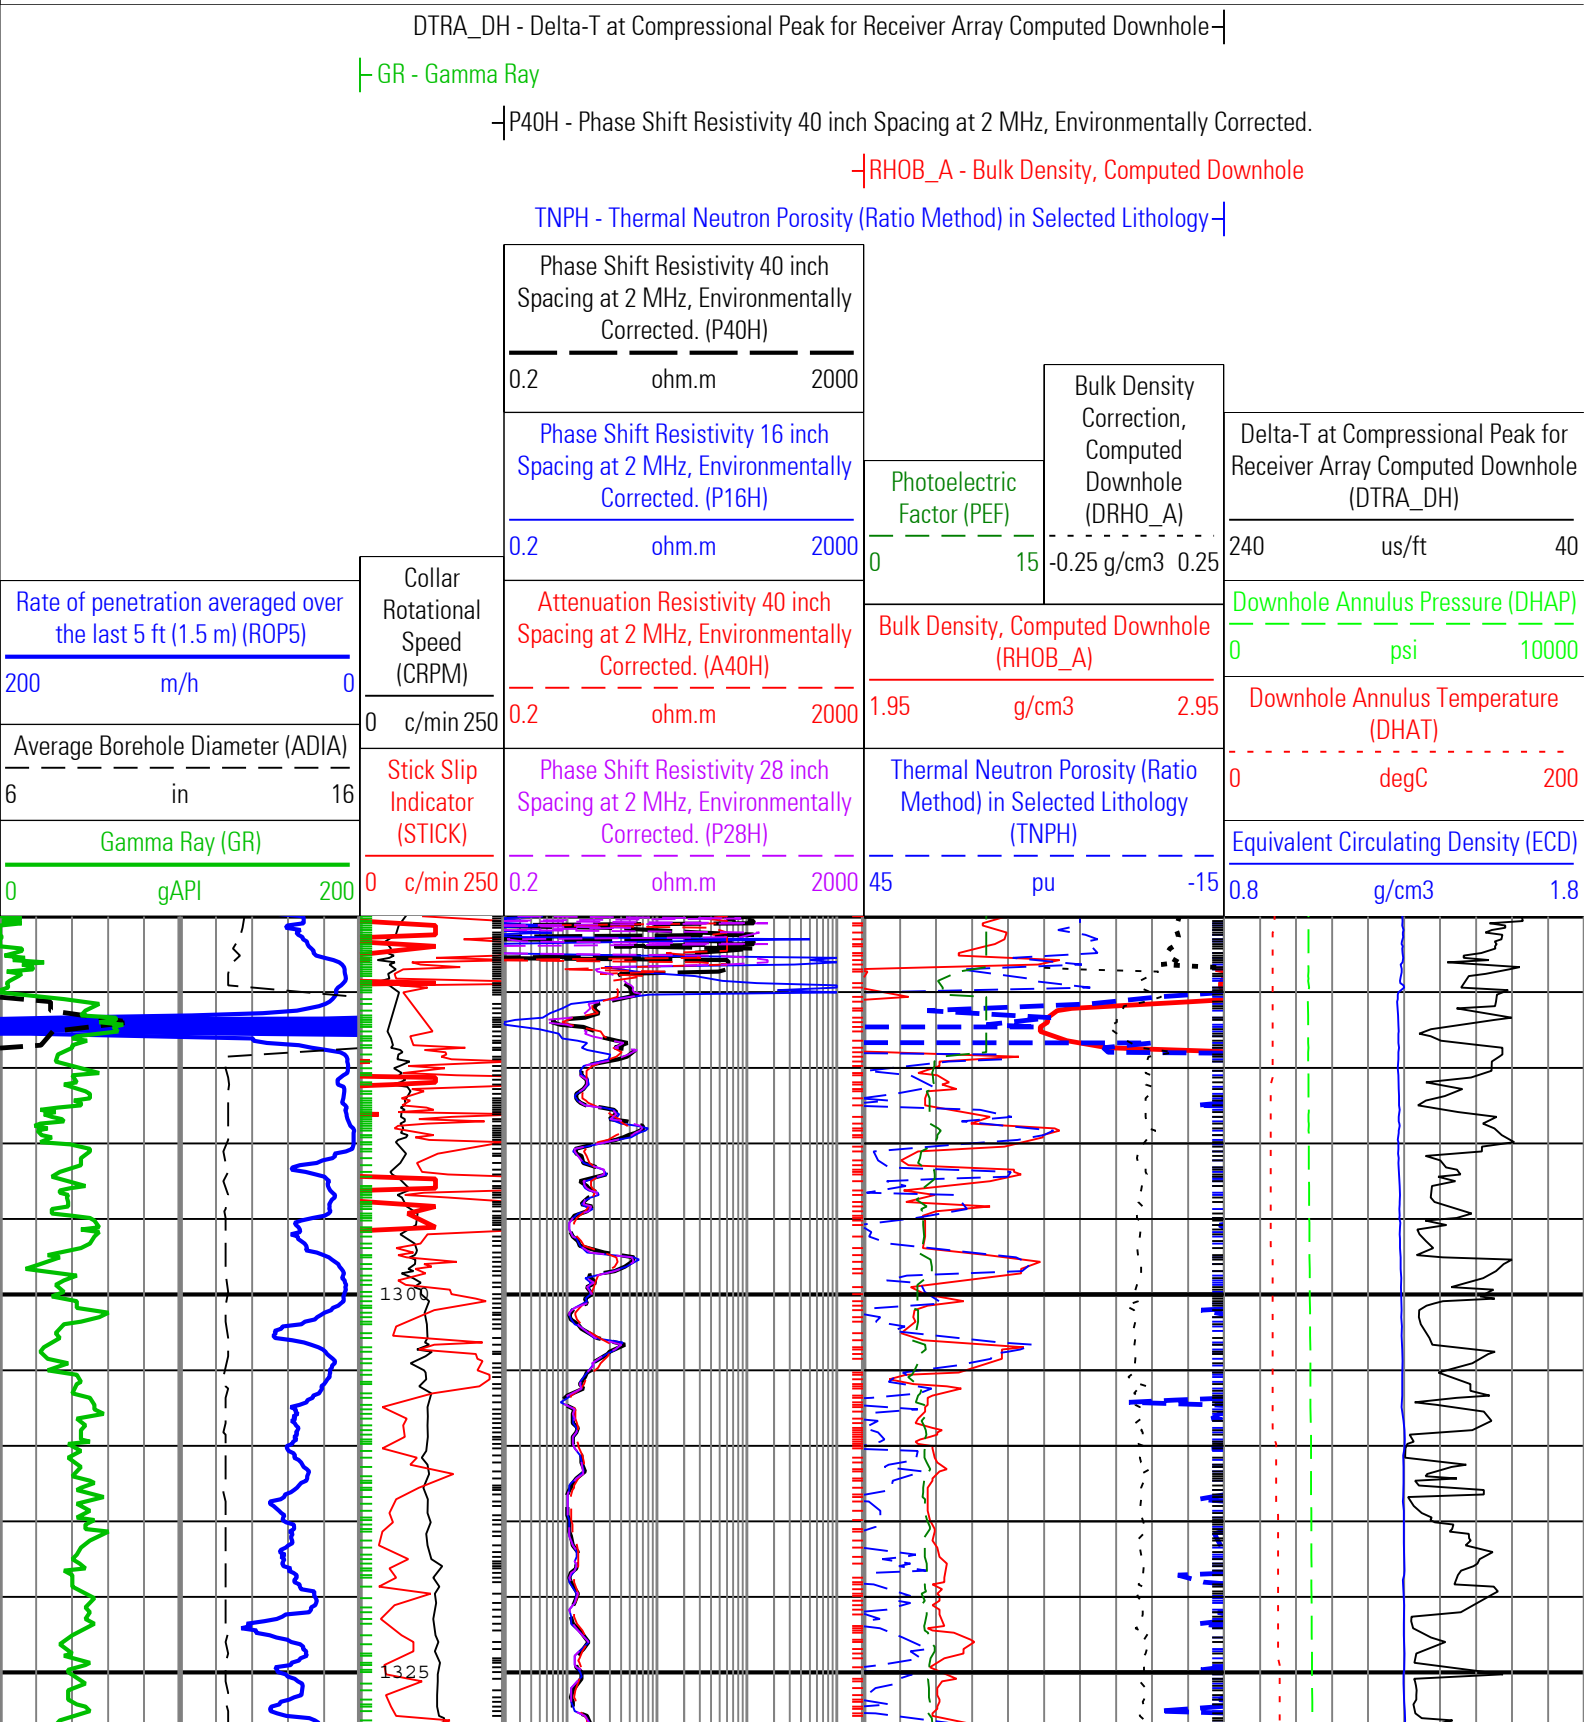 DTRA_DH - Delta-T at Compressional Peak for Receiver Array Computed Downhole
GR - Gamma Ray
P40H - Phase Shift Resistivity 40 inch Spacing at 2 MHz, Environmentally Corrected.
RHOB_A - Bulk Density, Computed Downhole
TNPH - Thermal Neutron Porosity (Ratio Method) in Selected Lithology
Rate of penetration averaged over
the last 5 ft (1.5 m) (ROP5)
200 m/h 0
Average Borehole Diameter (ADIA)
6 in 16
Gamma Ray (GR)
0 gAPI 200
Collar
Rotational
Speed
(CRPM)
0 c/min 250
Stick Slip
Indicator
(STICK)
0 c/min 250
Phase Shift Resistivity 40 inch
Spacing at 2 MHz, Environmentally
Corrected. (P40H)
0.2 ohm.m 2000
Phase Shift Resistivity 16 inch
Spacing at 2 MHz, Environmentally
Corrected. (P16H)
0.2 ohm.m 2000
Attenuation Resistivity 40 inch
Spacing at 2 MHz, Environmentally
Corrected. (A40H)
0.2 ohm.m 2000
Phase Shift Resistivity 28 inch
Spacing at 2 MHz, Environmentally
Corrected. (P28H)
0.2 ohm.m 2000
Photoelectric
Factor (PEF)
0 15
Bulk Density
Correction,
Computed
Downhole
(DRHO_A)
-0.25 g/cm3 0.25
Bulk Density, Computed Downhole
(RHOB_A)
1.95 g/cm3 2.95
Thermal Neutron Porosity (Ratio
Method) in Selected Lithology
(TNPH)
45 pu -15
Delta-T at Compressional Peak for
Receiver Array Computed Downhole
(DTRA_DH)
240 us/ft 40
Downhole Annulus Pressure (DHAP)
0 psi 10000
Downhole Annulus Temperature
(DHAT)
0 degC 200
Equivalent Circulating Density (ECD)
0.8 g/cm3 1.8
1300
1325